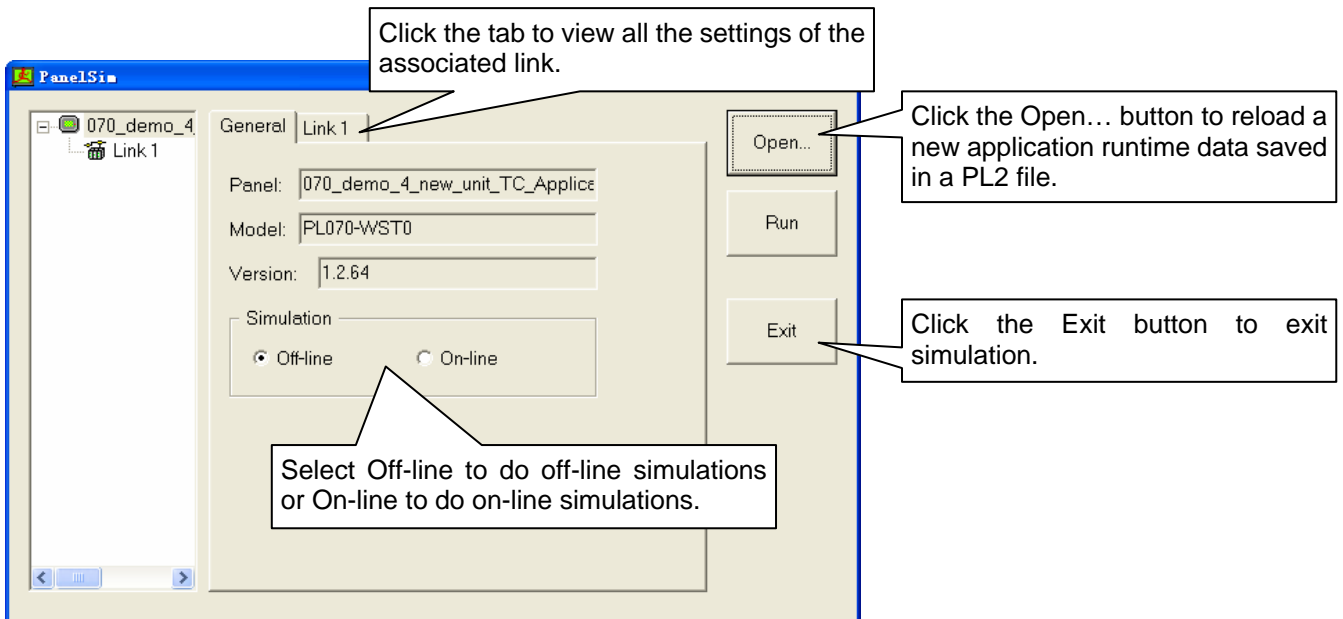 Click the tab to view all the settings of the
associated link.
PanelSim
070_demo_4
Link 1
General
Link 1
Panel: 070_demo_4_new_unit_TC_Applica
Model: PL070-WST0
Version: 1.2.64
Simulation
Off-line
On-line
Select Off-line to do off-line simulations
or On-line to do on-line simulations.
Open...
Run
Exit
Click the Open… button to reload a
new application runtime data saved
in a PL2 file.
Click the Exit button to exit
simulation.